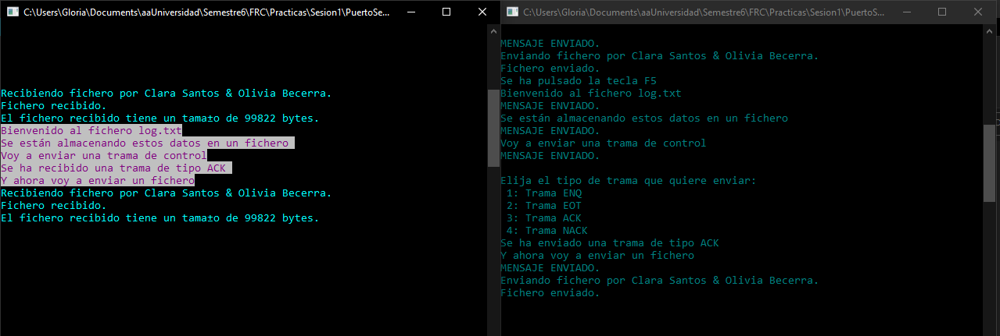 C:\Users\Gloria\Documents\aaUniversidad\Semestre6\FRC\Practicas\Sesion1\PuertoSe...
Recibiendo fichero por Clara Santos & Olivia Becerra.
Fichero recibido.
El fichero recibido tiene un tama±o de 99822 bytes.
Bienvenido al fichero log.txt
Se están almacenando estos datos en un fichero
Voy a enviar una trama de control
Se ha recibido una trama de tipo ACK
Y ahora voy a enviar un fichero
Recibiendo fichero por Clara Santos & Olivia Becerra.
Fichero recibido.
El fichero recibido tiene un tama±o de 99822 bytes.
C:\Users\Gloria\Documents\aaUniversidad\Semestre6\FRC\Practicas\Sesion1\PuertoS...
MENSAJE ENVIADO.
Enviando fichero por Clara Santos & Olivia Becerra.
Fichero enviado.
Se ha pulsado la tecla F5
Bienvenido al fichero log.txt
MENSAJE ENVIADO.
Se están almacenando estos datos en un fichero
MENSAJE ENVIADO.
Voy a enviar una trama de control
MENSAJE ENVIADO.
Elija el tipo de trama que quiere enviar:
1: Trama ENQ
2: Trama EOT
3: Trama ACK
4: Trama NACK
Se ha enviado una trama de tipo ACK
Y ahora voy a enviar un fichero
MENSAJE ENVIADO.
Enviando fichero por Clara Santos & Olivia Becerra.
Fichero enviado.